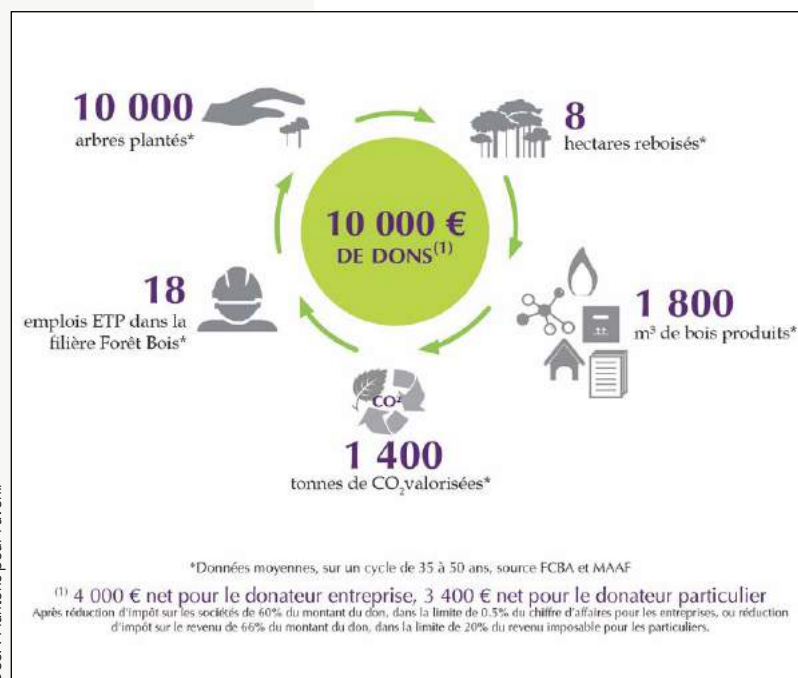 10 000
arbres plantés*
8
hectares reboisés*
10 000 €
DE DONS(1)
18
emplois ETP dans la
filière Forêt Bois*
1 800
m³ de bois produits*
CO²
1 400
tonnes de CO₂valorisées*
*Données moyennes, sur un cycle de 35 à 50 ans, source FCBA et MAAF
(1) 4 000 € net pour le donateur entreprise, 3 400 € net pour le donateur particulier
Après réduction d'impôt sur les sociétés de 60% du montant du don, dans la limite de 0.5% du chiffre d'affaires pour les entreprises, ou réduction
d'impôt sur le revenu de 66% du montant du don, dans la limite de 20% du revenu imposable pour les particuliers.